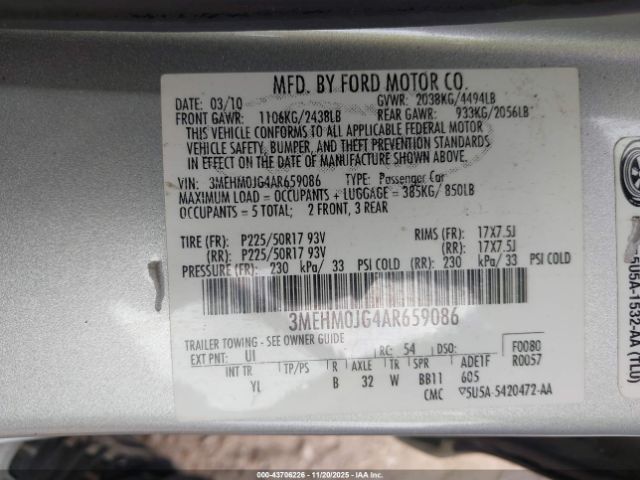 MFD. BY FORD MOTOR CO.
DATE: 03/10 GVWR: 2038KG/4494LB
FRONT GAWR: 1106KG/2438LB REAR GAWR: 933KG/2056LB
THIS VEHICLE CONFORMS TO ALL APPLICABLE FEDERAL MOTOR
VEHICLE SAFETY, BUMPER, AND THEFT PREVENTION STANDARDS
IN EFFECT ON THE DATE OF MANUFACTURE SHOWN ABOVE.
VIN: 3MEHM0JG4AR659086 TYPE: Passenger Car
MAXIMUM LOAD = OCCUPANTS + LUGGAGE = 385KG/ 850LB
OCCUPANTS = 5 TOTAL; 2 FRONT, 3 REAR
TIRE (FR): P225/50R17 93V RIMS (FR): 17X7.5J
(RR): P225/50R17 93V (RR): 17X7.5J
PRESSURE (FR): 230 kPa/ 33 PSI COLD (RR): 230 kPa/ 33 PSI COLD
3MEHM0JG4AR659086
TRAILER TOWING - SEE OWNER GUIDE
EXT PNT: UI RC: 54 DSO: F0080
INT TR TP/PS R AXLE TR SPR ADE1F R0057
YL B 32 W BB11 605
CMC 5U5A-5420472-AA
5U5A-1532-AA (TLU)
00-43706226 - 11/20/2025 - IAAI.COM